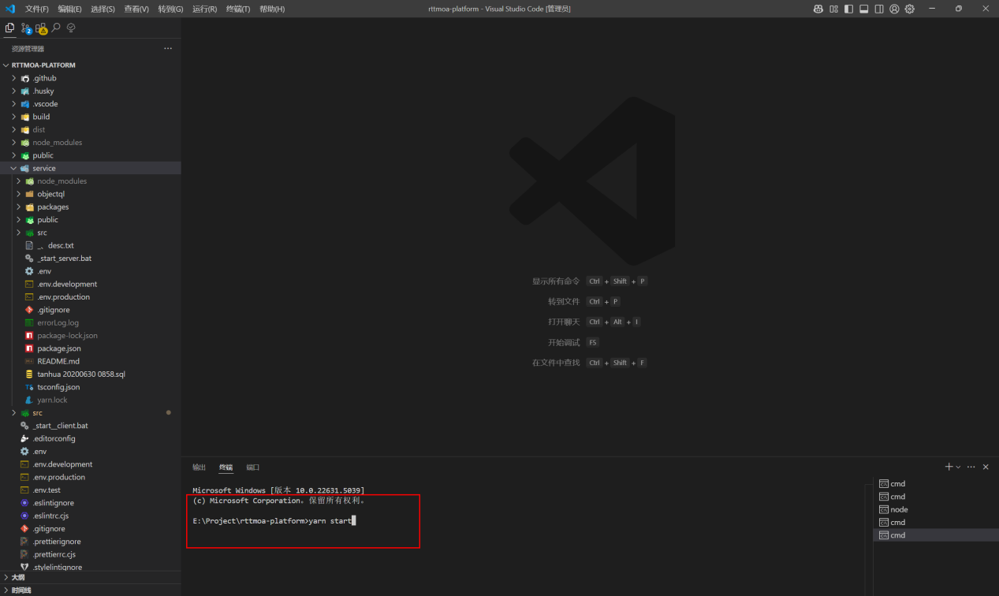 文件(F) 编辑(E) 选择(S) 查看(V) 转到(G) 运行(R) 终端(T) 帮助(H)
rttmoa-platform - Visual Studio Code [管理员]
2
资源管理器
RTTMOA-PLATFORM
.github
.husky
.vscode
build
dist
node_modules
public
service
node_modules
objectql
packages
public
src
_、desc.txt
_start_server.bat
.env
.env.development
.env.production
.gitignore
errorLog.log
package-lock.json
package.json
README.md
tanhua 20200630 0858.sql
tsconfig.json
yarn.lock
src
_start__client.bat
.editorconfig
.env
.env.development
.env.production
.env.test
.eslintignore
.eslintrc.cjs
.gitignore
.prettierignore
.prettierrc.cjs
.stylelintignore
大纲
时间线
显示所有命令 Ctrl + Shift + P
转到文件 Ctrl + P
打开聊天 Ctrl + Alt + I
开始调试 F5
在文件中查找 Ctrl + Shift + F
输出 终端 端口
Microsoft Windows [版本 10.0.22631.5039]
(c) Microsoft Corporation。保留所有权利。
E:\Project\rttmoa-platform>yarn start
cmd
cmd
node
cmd
cmd